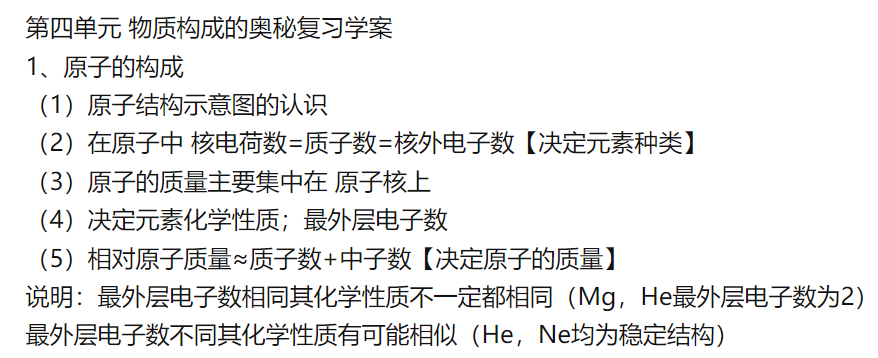 第四单元 物质构成的奥秘复习学案
1、原子的构成
（1）原子结构示意图的认识
（2）在原子中 核电荷数=质子数=核外电子数【决定元素种类】
（3）原子的质量主要集中在 原子核上
（4）决定元素化学性质；最外层电子数
（5）相对原子质量≈质子数+中子数【决定原子的质量】
说明：最外层电子数相同其化学性质不一定都相同（Mg，He最外层电子数为2）
最外层电子数不同其化学性质有可能相似（He，Ne均为稳定结构）